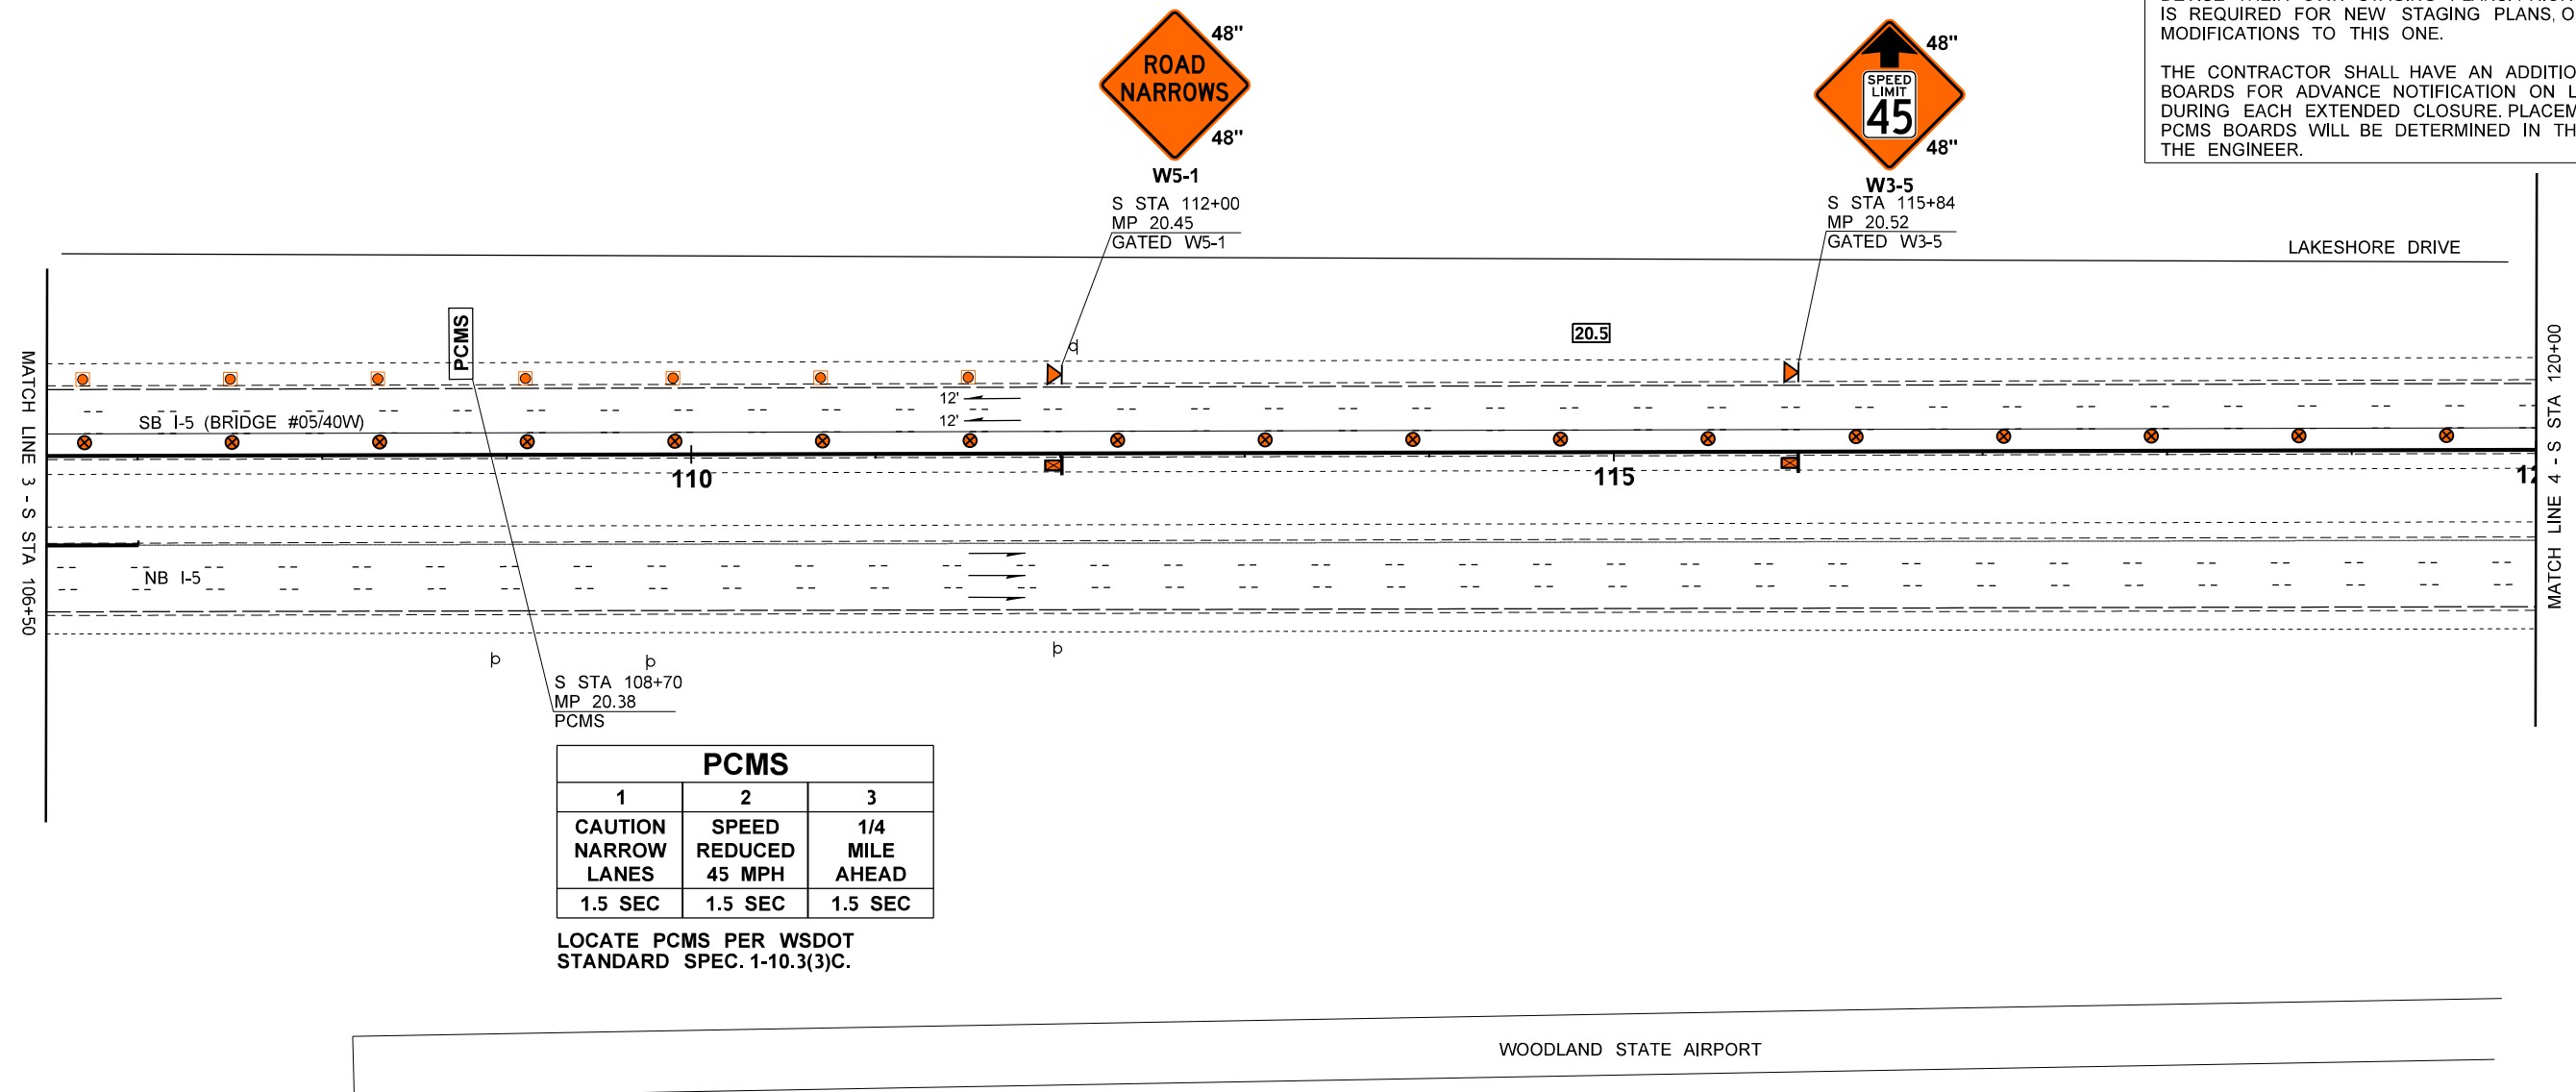 IS REQUIRED FOR NEW STAGING PLANS, O
MODIFICATIONS TO THIS ONE.
THE CONTRACTOR SHALL HAVE AN ADDITIO
BOARDS FOR ADVANCE NOTIFICATION ON L
DURING EACH EXTENDED CLOSURE. PLACEM
PCMS BOARDS WILL BE DETERMINED IN TH
THE ENGINEER.
ROAD
NARROWS
48"
48"
W5-1
S STA 112+00
MP 20.45
GATED W5-1
SPEED
LIMIT
45
48"
48"
W3-5
S STA 115+84
MP 20.52
GATED W3-5
LAKESHORE DRIVE
20.5
PCMS
MATCH LINE 3 - S STA 106+50
MATCH LINE 4 - S STA 120+00
12'
12'
SB I-5 (BRIDGE #05/40W)
110
115
12
NB I-5
S STA 108+70
MP 20.38
PCMS
PCMS
1 2 3
CAUTION SPEED 1/4
NARROW REDUCED MILE
LANES 45 MPH AHEAD
1.5 SEC 1.5 SEC 1.5 SEC
LOCATE PCMS PER WSDOT
STANDARD SPEC. 1-10.3(3)C.
WOODLAND STATE AIRPORT